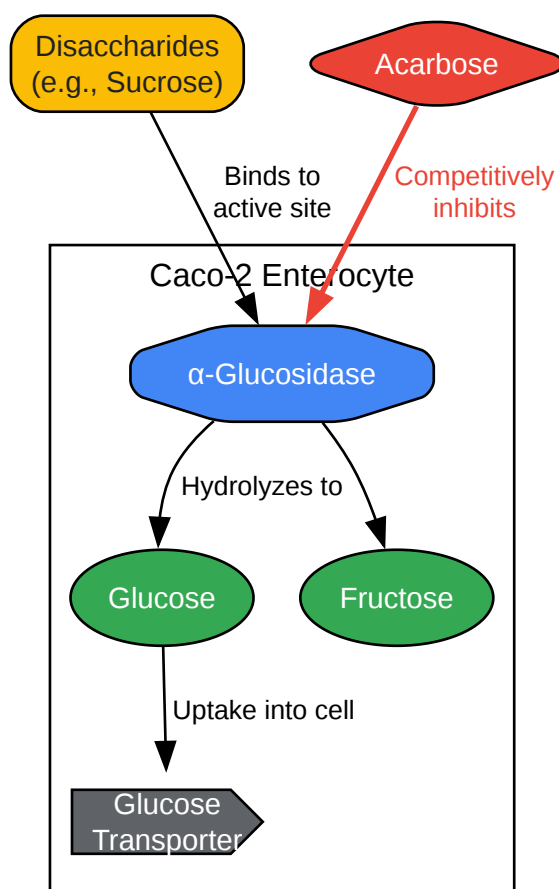 Disaccharides
(e.g., Sucrose)
Acarbose
Binds to
active site
Competitively
inhibits
Caco-2 Enterocyte
α-Glucosidase
Hydrolyzes to
Glucose
Fructose
Uptake into cell
Glucose
Transporter